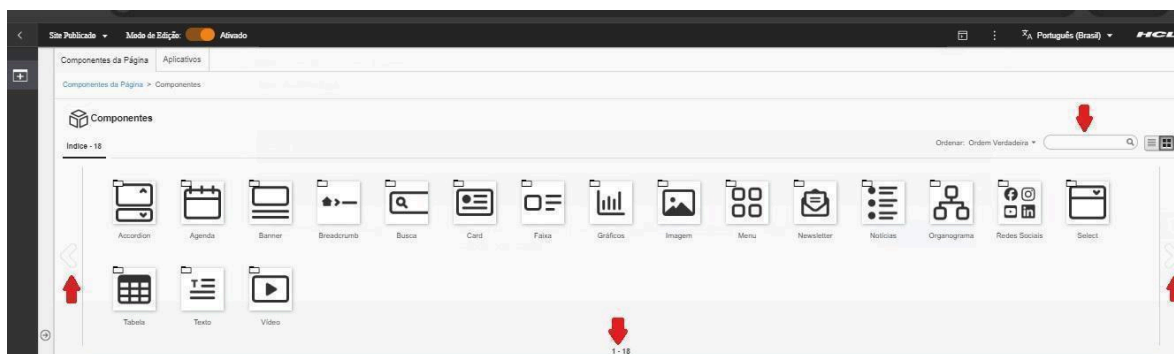 Site Publicado Modo de Edição: Ativado Português (Brasil) HCL
Componentes da Página Aplicativos
Componentes da Página > Componentes
Componentes
Indice - 18 Ordenar: Ordem Verdadeira
Accordion Agenda Banner Breadcrumb Busca Card Faixa Gráficos Imagem Menu Newsletter Notícias Organograma Redes Sociais Select
Tabela Texto Vídeo
1 - 18